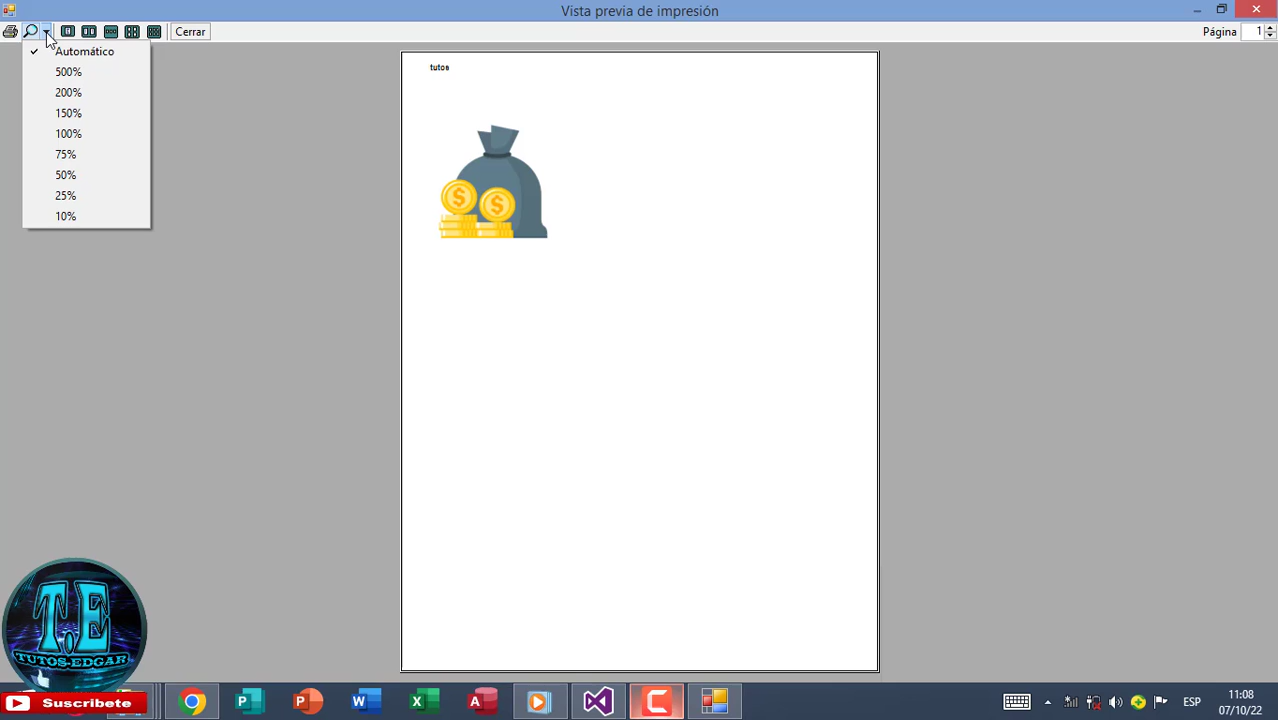 Vista previa de impresión
Cerrar
Página 1
Automático
500%
200%
150%
100%
75%
50%
25%
10%
tutos
$ $
T.E
TUTOS-EDGAR
Suscribete
P P W X A C
ESP
11:08
07/10/22